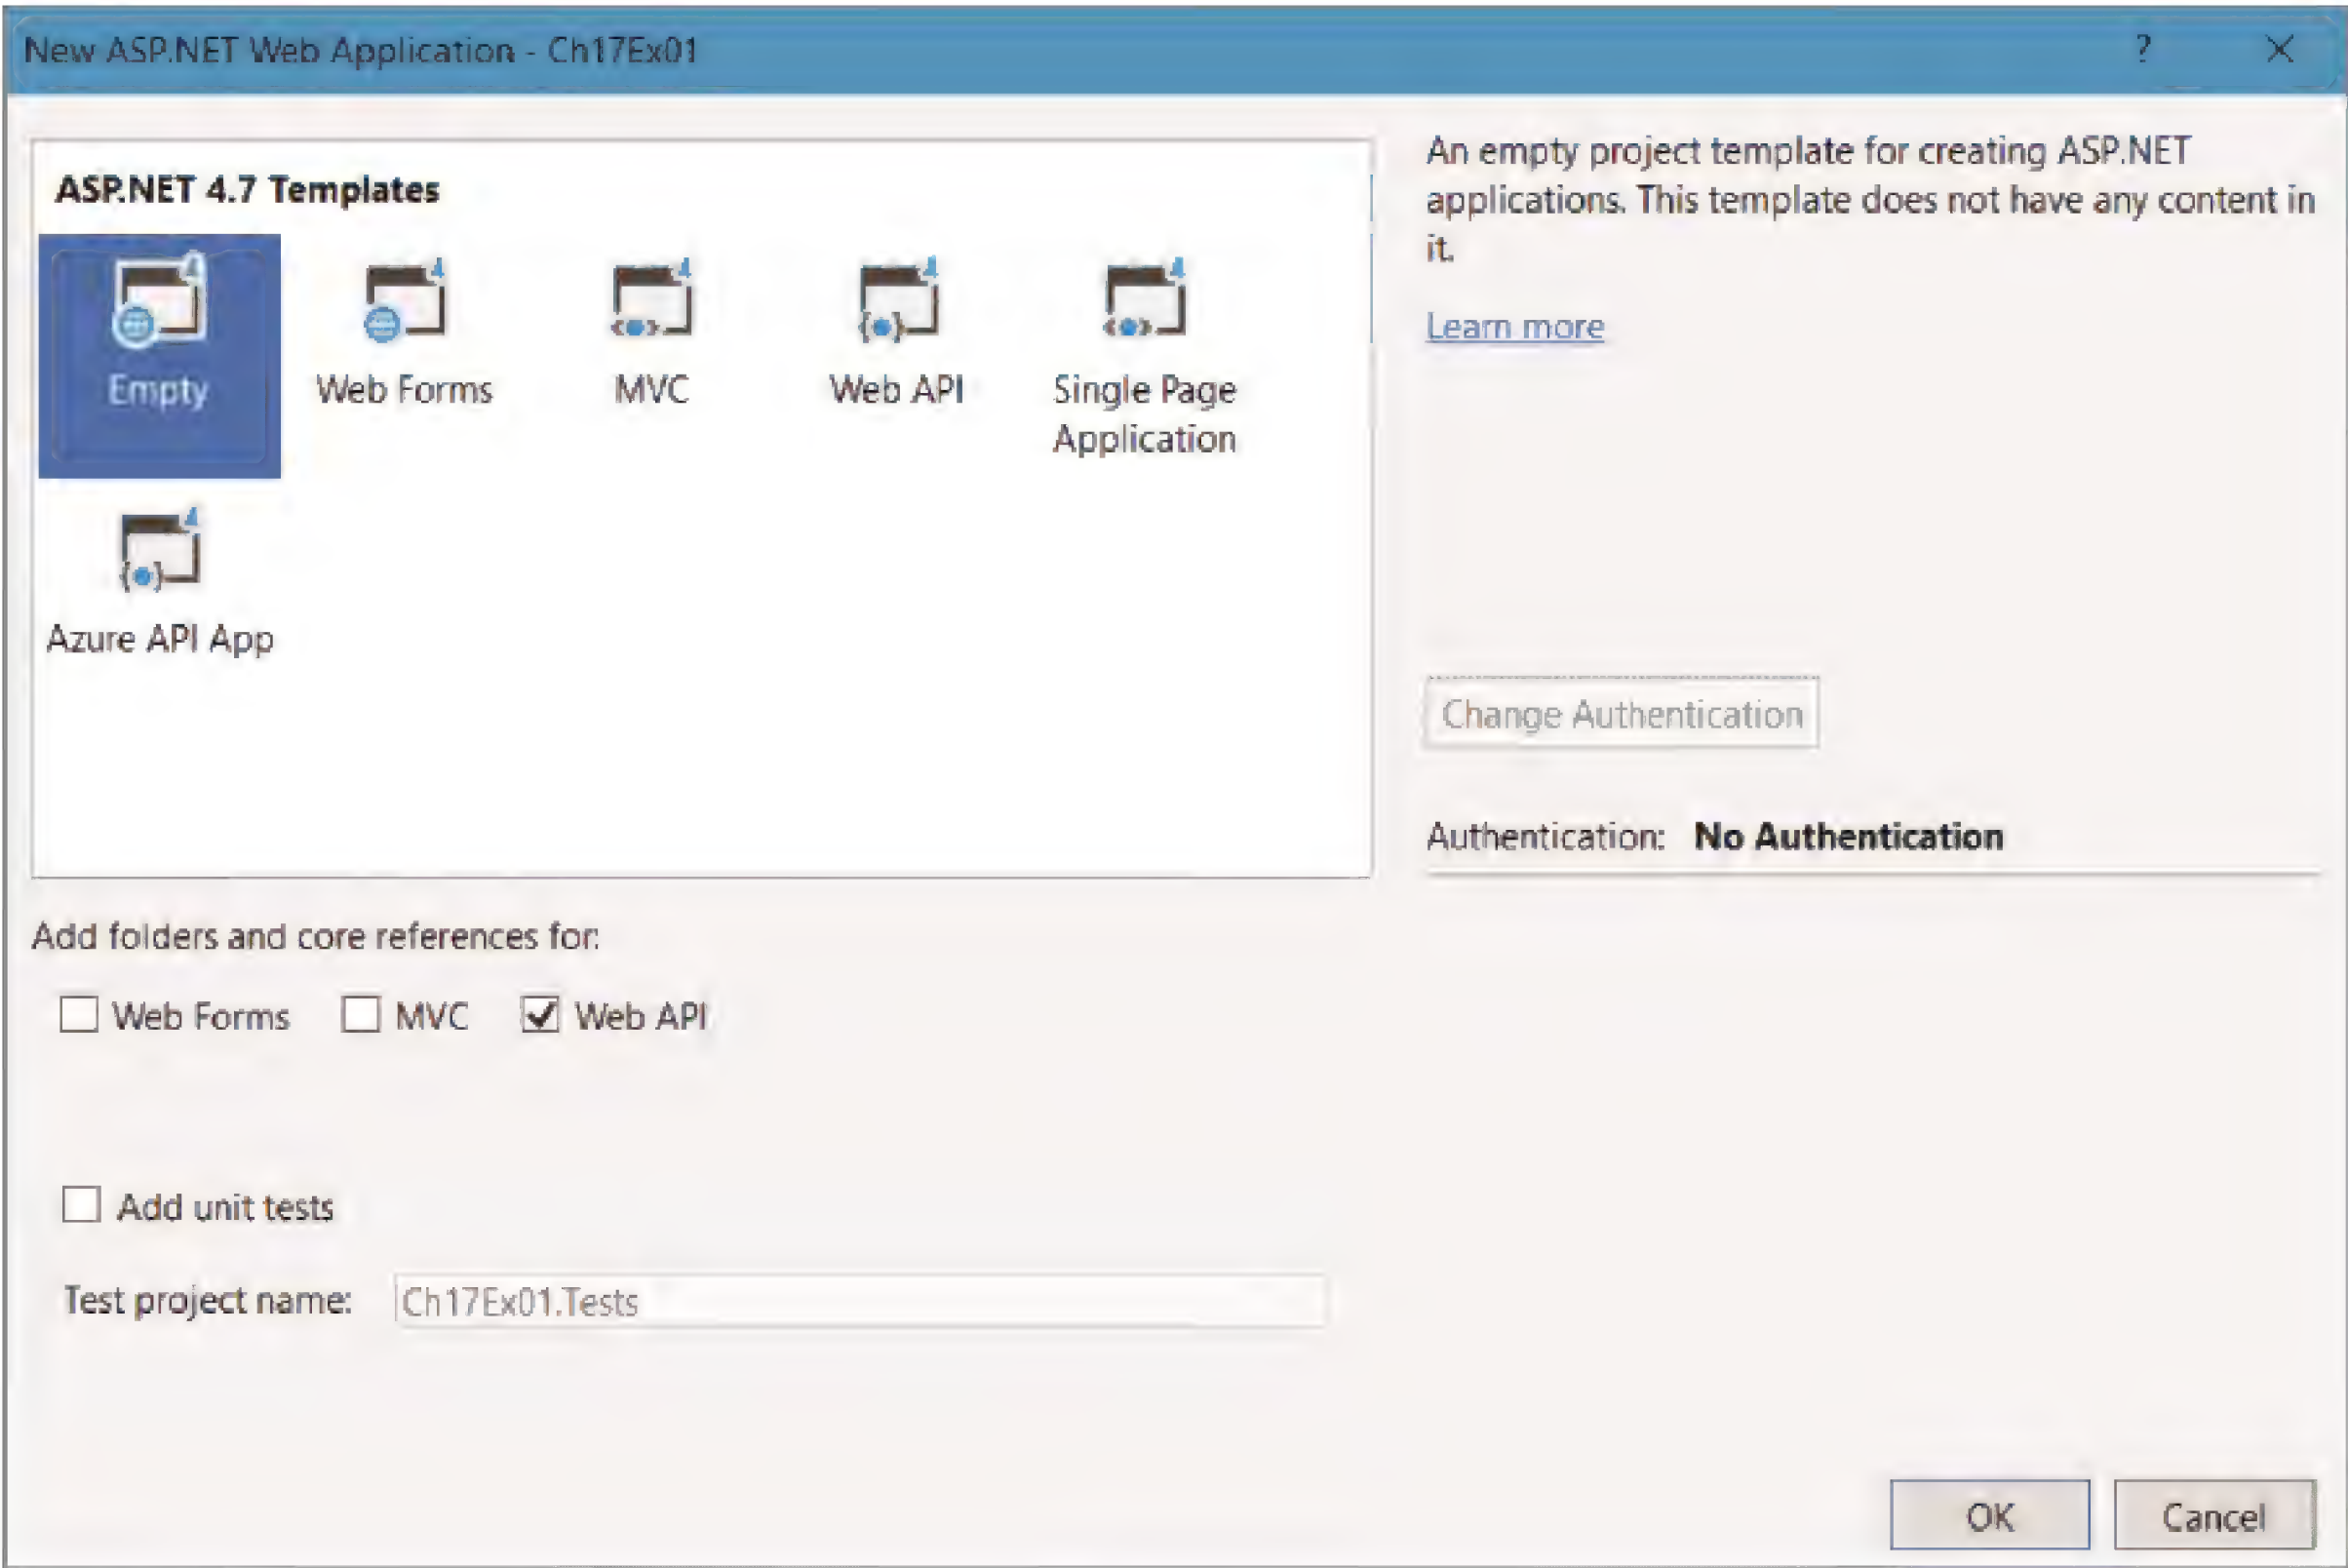 New ASP.NET Web Application - Ch17Ex01
?
ASP.NET 4.7 Templates
Empty
Web Forms
MVC
Web API
Single Page
Application
Azure API App
An empty project template for creating ASP.NET
applications. This template does not have any content in
it.
Learn more
Change Authentication
Authentication: No Authentication
Add folders and core references for:
Web Forms
MVC
Web API
Add unit tests
Test project name: Ch17Ex01.Tests
OK
Cancel